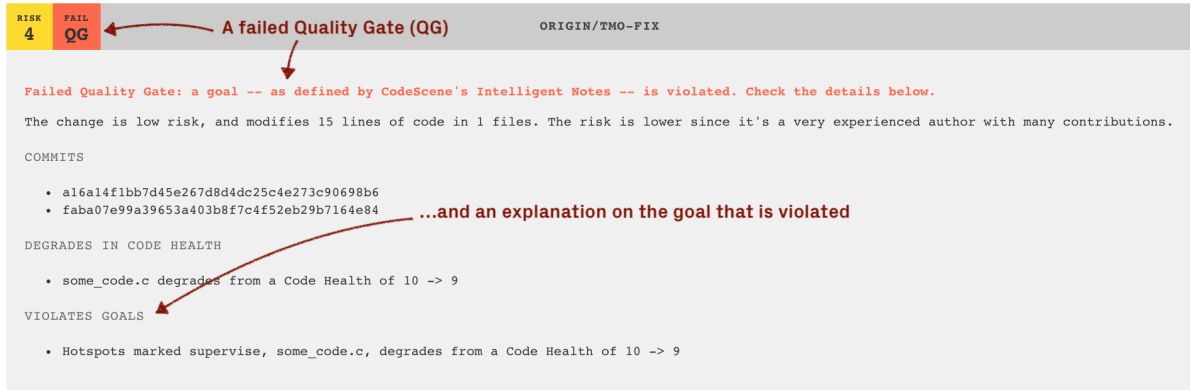 RISK FAIL
4 QG
A failed Quality Gate (QG)
ORIGIN/TMO-FIX
Failed Quality Gate: a goal -- as defined by CodeScene's Intelligent Notes -- is violated. Check the details below.
The change is low risk, and modifies 15 lines of code in 1 files. The risk is lower since it's a very experienced author with many contributions.
COMMITS
• a16a14f1bb7d45e267d8d4dc25c4e273c90698b6
• faba07e99a39653a403b8f7c4f52eb29b7164e84
...and an explanation on the goal that is violated
DEGRADES IN CODE HEALTH
• some_code.c degrades from a Code Health of 10 -> 9
VIOLATES GOALS
• Hotspots marked supervise, some_code.c, degrades from a Code Health of 10 -> 9